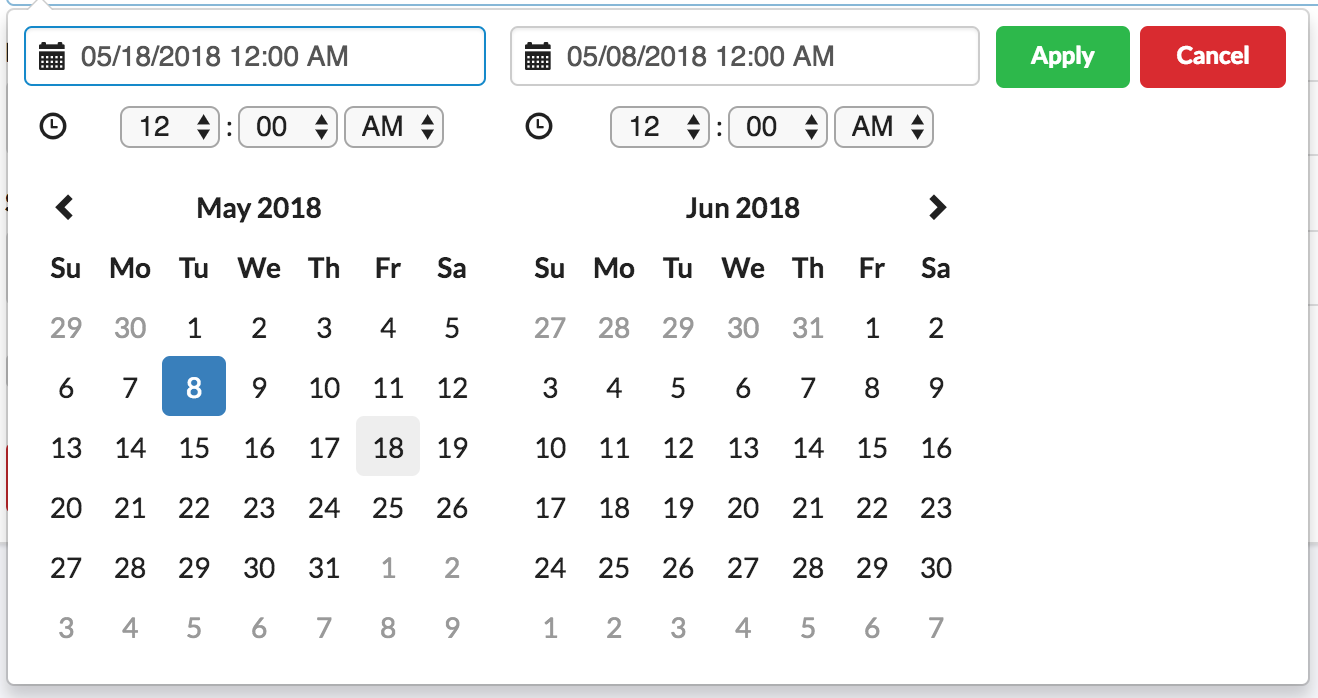 05/18/2018 12:00 AM 05/08/2018 12:00 AM Apply Cancel
12 : 00 AM 12 : 00 AM
May 2018 Jun 2018
Su Mo Tu We Th Fr Sa Su Mo Tu We Th Fr Sa
29 30 1 2 3 4 5 27 28 29 30 31 1 2
6 7 8 9 10 11 12 3 4 5 6 7 8 9
13 14 15 16 17 18 19 10 11 12 13 14 15 16
20 21 22 23 24 25 26 17 18 19 20 21 22 23
27 28 29 30 31 1 2 24 25 26 27 28 29 30
3 4 5 6 7 8 9 1 2 3 4 5 6 7